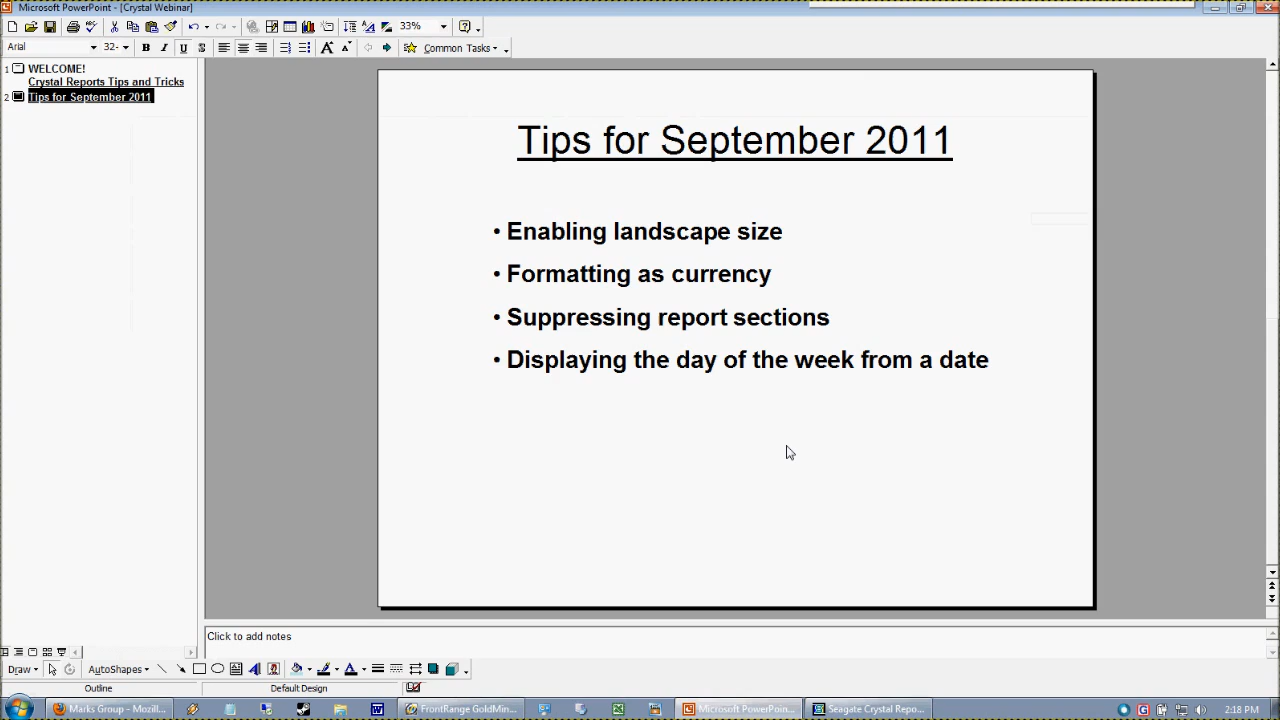 Microsoft PowerPoint - [Crystal Webinar]
33%
Arial
32
B I U S
A A
Common Tasks
1 WELCOME!
Crystal Reports Tips and Tricks
2 Tips for September 2011
Tips for September 2011
• Enabling landscape size
• Formatting as currency
• Suppressing report sections
• Displaying the day of the week from a date
Click to add notes
Draw
AutoShapes
Outline
Default Design
Marks Group - Mozill...
FrontRange GoldMin...
Microsoft PowerPoin...
Seagate Crystal Repo...
2:18 PM